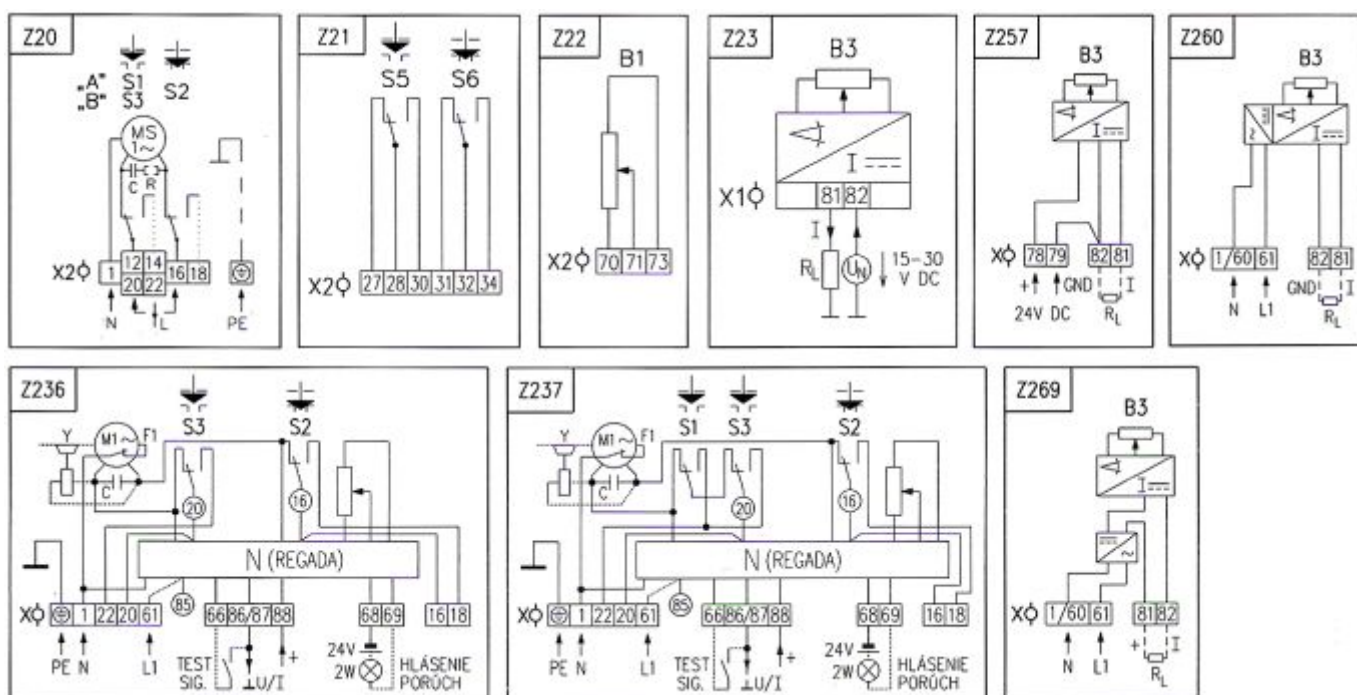 Z20
„A" S1
„B" S3
S2
MS
1~
C R
X2
1 12 14 16 18
20 22
N L PE
Z21
S5 S6
X2
27 28 30 31 32 34
Z22
B1
X2
70 71 73
Z23
B3
I
X1
81 82
I
RL
UN
15-30
V DC
Z257
B3
I
X
78 79 82 81
+ GND I
24V DC RL
Z260
B3
~ I
X
1/60 61 82 81
GND I
N L1 RL
Z236
S3 S2
Y M1~ F1
C
20 16
N (REGADA)
X
1 22 20 61 85 66 86/87 88 68 69 16 18
PE N L1
TEST
SIG.
+
⊥U/I
24V
2W
HLÁSENIE
PORÚCH
Z237
S1 S3 S2
Y M1~ F1
C
20 16
N (REGADA)
X
1 22 20 61 85 66 86/87 88 68 69 16 18
PE N L1
TEST
SIG.
+
⊥U/I
24V
2W
HLÁSENIE
PORÚCH
Z269
B3
I
~
X
1/60 61 81 82
+ I
N L1 RL